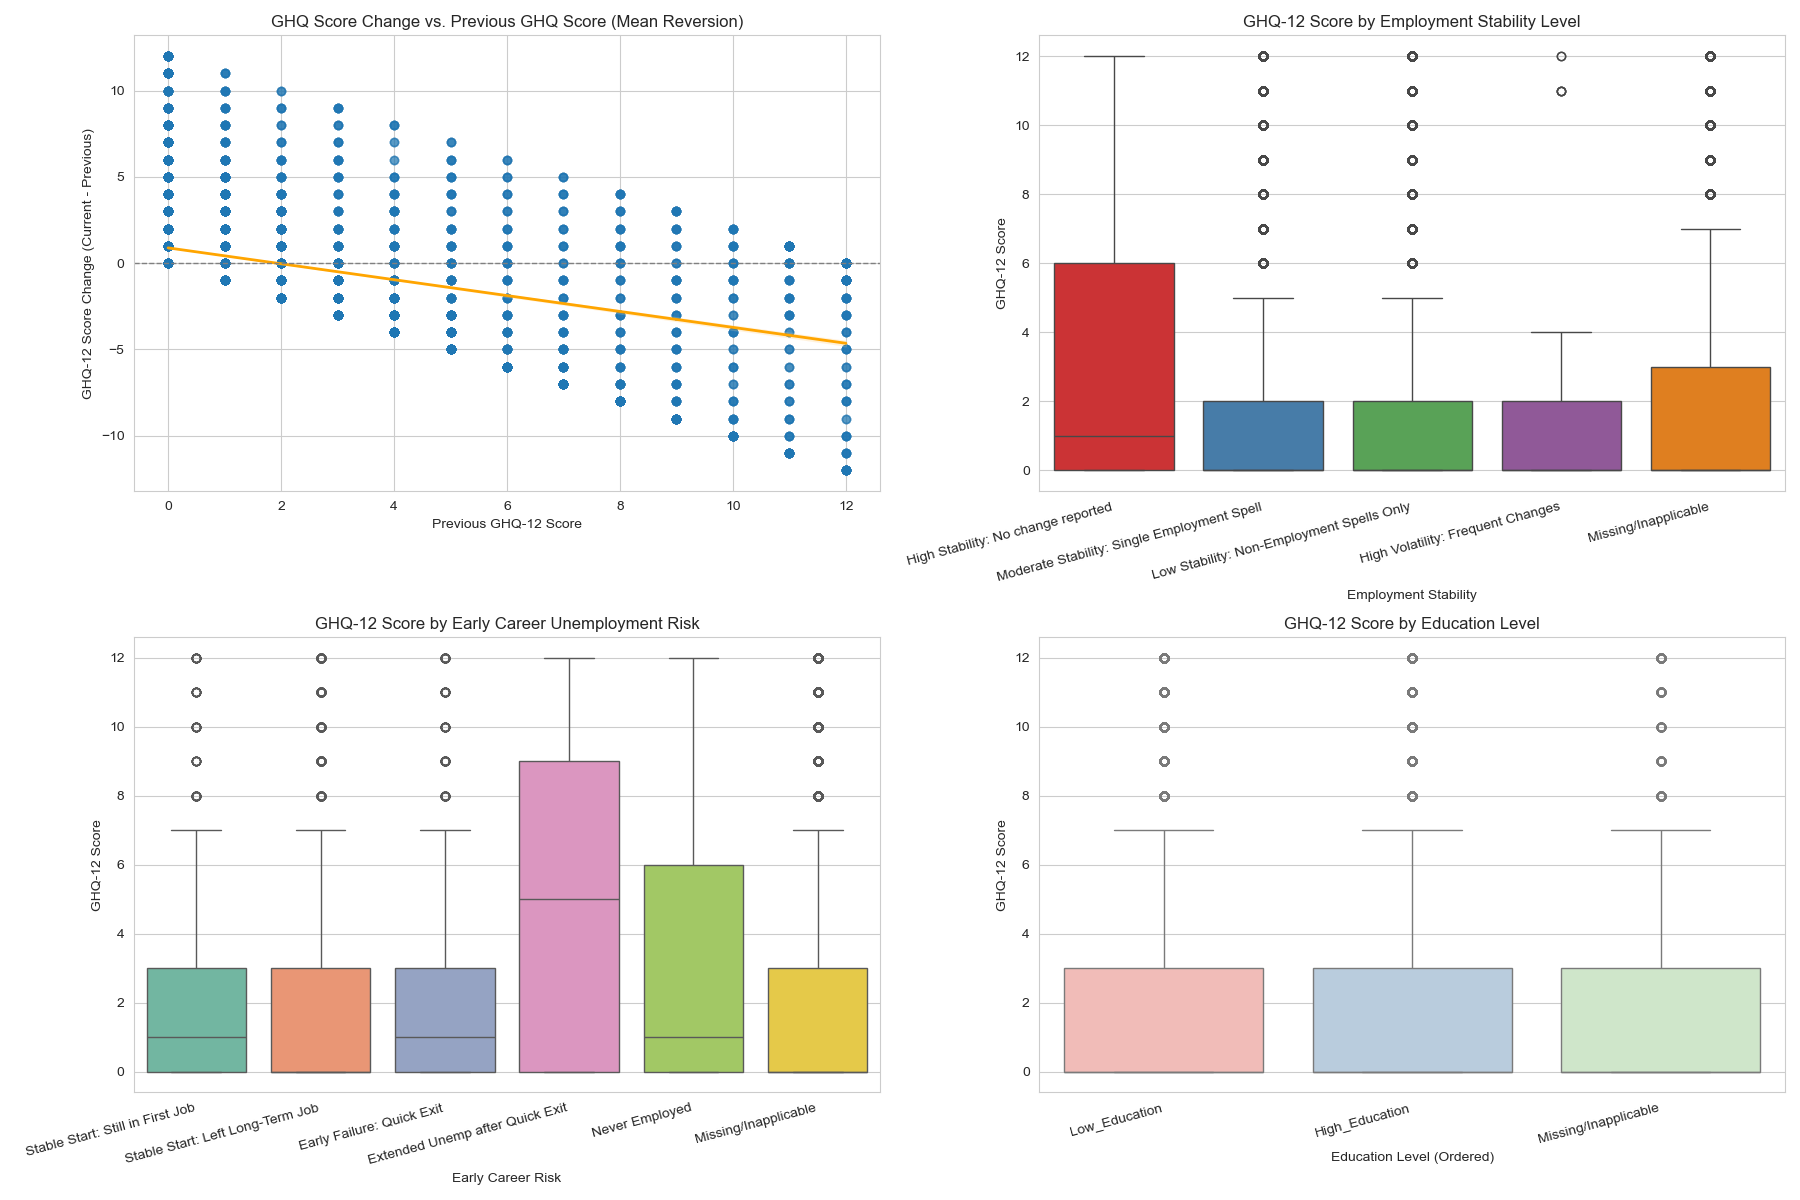 GHQ Score Change vs. Previous GHQ Score (Mean Reversion)
GHQ-12 Score Change (Current - Previous)
10
5
0
−5
−10
0 2 4 6 8 10 12
Previous GHQ-12 Score
GHQ-12 Score by Employment Stability Level
GHQ-12 Score
12
10
8
6
4
2
0
High Stability: No change reported
Moderate Stability: Single Employment Spell
Low Stability: Non-Employment Spells Only
High Volatility: Frequent Changes
Missing/Inapplicable
Employment Stability
GHQ-12 Score by Early Career Unemployment Risk
GHQ-12 Score
12
10
8
6
4
2
0
Stable Start: Still in First Job
Stable Start: Left Long-Term Job
Early Failure: Quick Exit
Extended Unemp after Quick Exit
Never Employed
Missing/Inapplicable
Early Career Risk
GHQ-12 Score by Education Level
GHQ-12 Score
12
10
8
6
4
2
0
Low_Education
High_Education
Missing/Inapplicable
Education Level (Ordered)